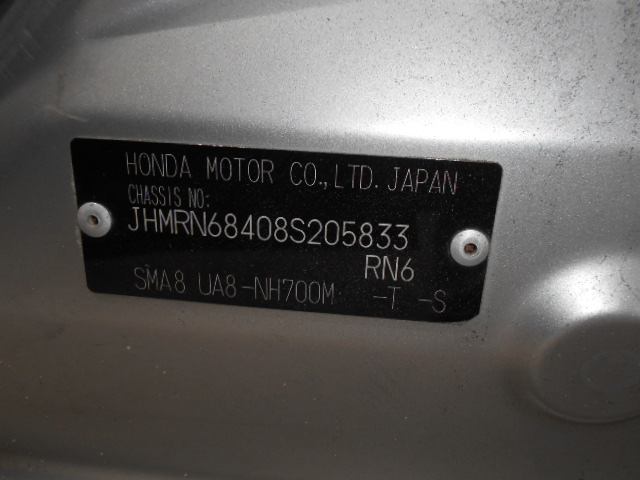 HONDA MOTOR CO.,LTD. JAPAN
CHASSIS NO:
JHMRN68408S205833
RN6
SMA8 UA8-NH700M -T -S